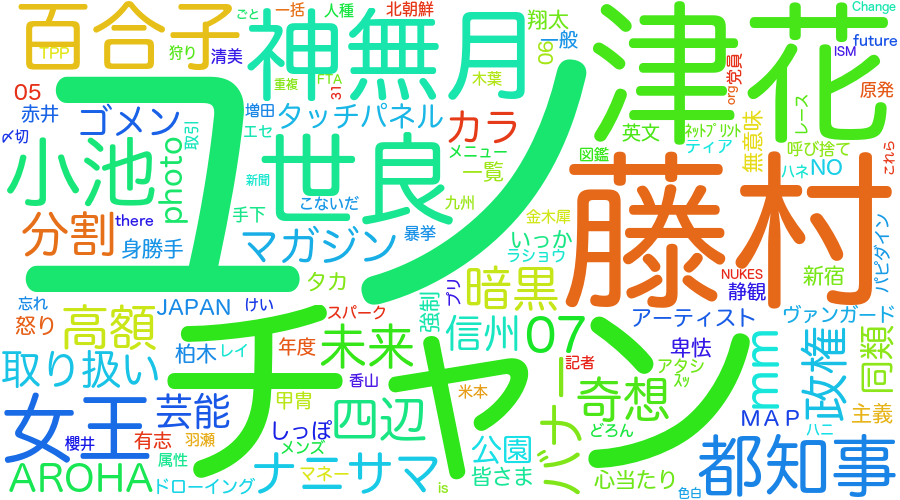 百合子
ごと
一括
人種
北朝鮮
翔太
06
一般
津
花
Change
future
ISM
TPP
狩り
清美
神無月
重複
FTA
31
木葉
党員
org
原発
05
赤井
ゴメン
取引
増田
エセ
タッチパネル
カラ
メニュー
一覧
英文
図鑑
ネットプリント
ティア
無意味
レース
呼び捨て
ハネ
NO
これら
〆切
小池
photo
ユノ
世良
新聞
こないだ
九州
藤村
分割
there
手下
身勝手
マガジン
暴挙
金木犀
いっか
ラショウ
パピダイン
タカ
暗黒
NUKES
静観
新宿
忘れ
怒り
高額
JAPAN
けい
スパーク
強制
プリ
信州
07
アーティスト
ヴァンガード
取り扱い
柏木
レイ
年度
未来
チャン
記者
卑怯
アタシ
スッ
mm
政権
同類
女王
芸能
香山
甲冑
米本
四辺
奇想
どろん
バナー
MAP
主義
ハニ
櫻井
有志
羽瀬
しっぽ
メンズ
公園
皆さま
都知事
AROHA
属性
ドローイング
ナニサマ
マネー
is
心当たり
色白